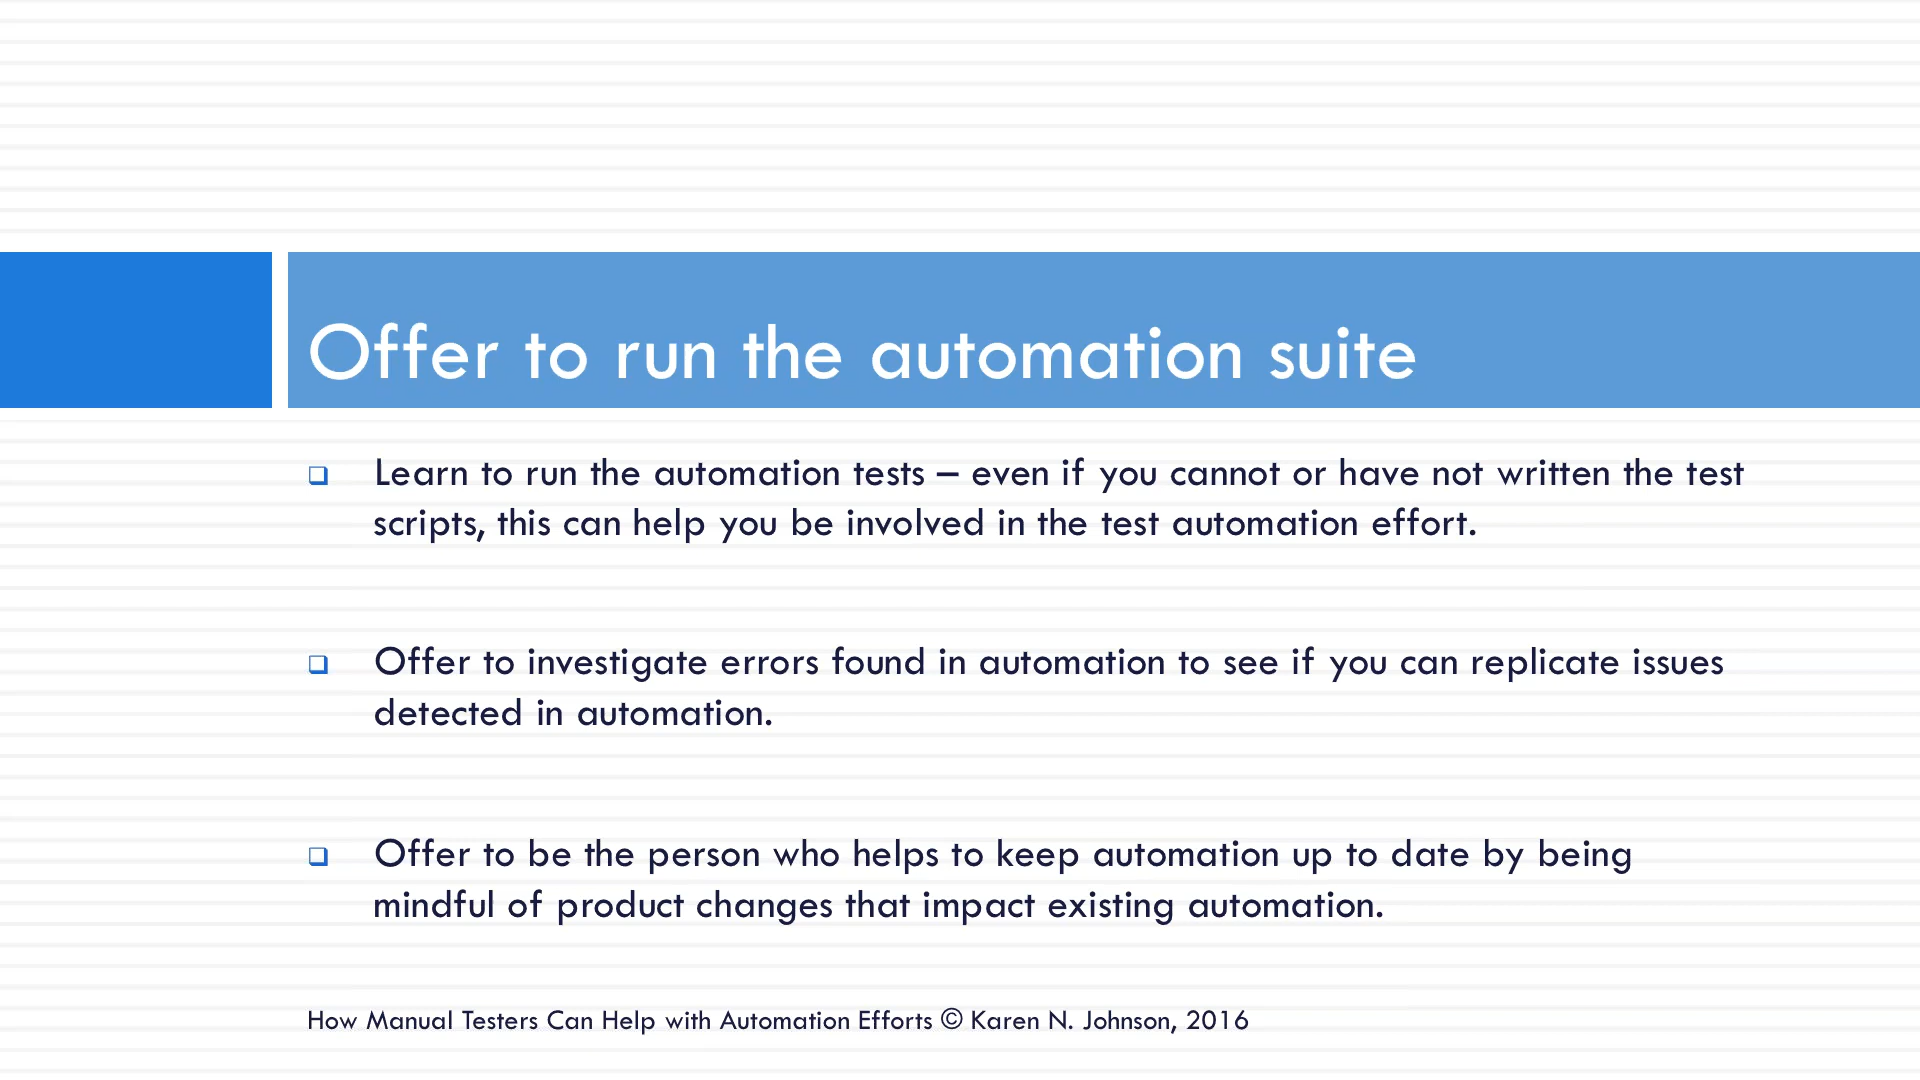 Offer to run the automation suite
Learn to run the automation tests – even if you cannot or have not written the test
scripts, this can help you be involved in the test automation effort.
Offer to investigate errors found in automation to see if you can replicate issues
detected in automation.
Offer to be the person who helps to keep automation up to date by being
mindful of product changes that impact existing automation.
How Manual Testers Can Help with Automation Efforts © Karen N. Johnson, 2016